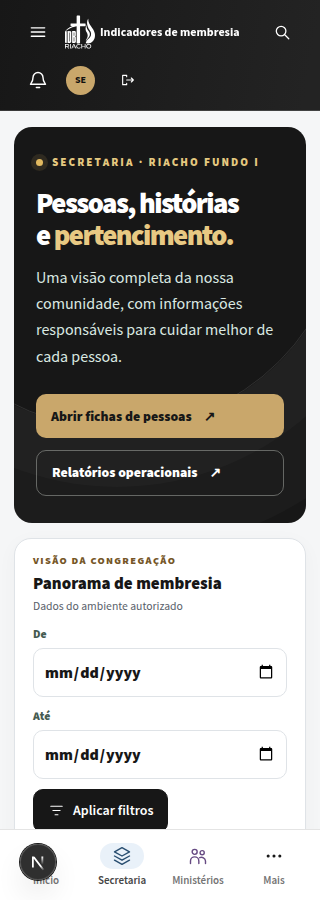 IDB
RIACHO
Indicadores de membresia
SE
SECRETARIA · RIACHO FUNDO I
Pessoas, histórias
e pertencimento.
Uma visão completa da nossa
comunidade, com informações
responsáveis para cuidar melhor de
cada pessoa.
Abrir fichas de pessoas ↗
Relatórios operacionais ↗
VISÃO DA CONGREGAÇÃO
Panorama de membresia
Dados do ambiente autorizado
De
mm/dd/yyyy
Até
mm/dd/yyyy
Aplicar filtros
N
Início
Secretaria
Ministérios
Mais